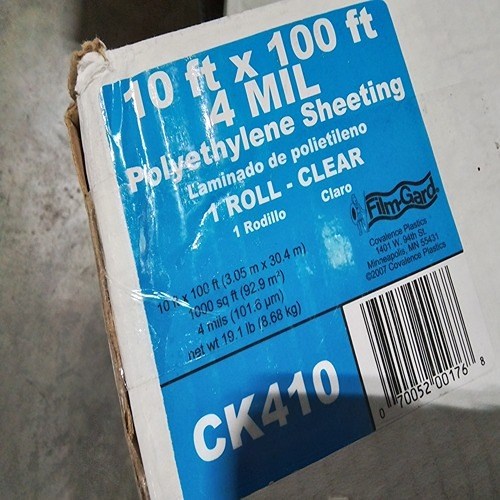 10 ft x 100 ft
4 MIL
Polyethylene Sheeting
Laminado de polietileno
1 ROLL - CLEAR
1 Rodillo Claro
Film-Gard
Covalence Plastics
1401 W. 94th St.
Minneapolis, MN 55431
©2007 Covalence Plastics
10 ft x 100 ft (3.05 m x 30.4 m)
1000 sq ft (92.9 m²)
4 mils (101.6 µm)
net wt 19.1 lb (8.68 kg)
CK410
0 70052 00176 8